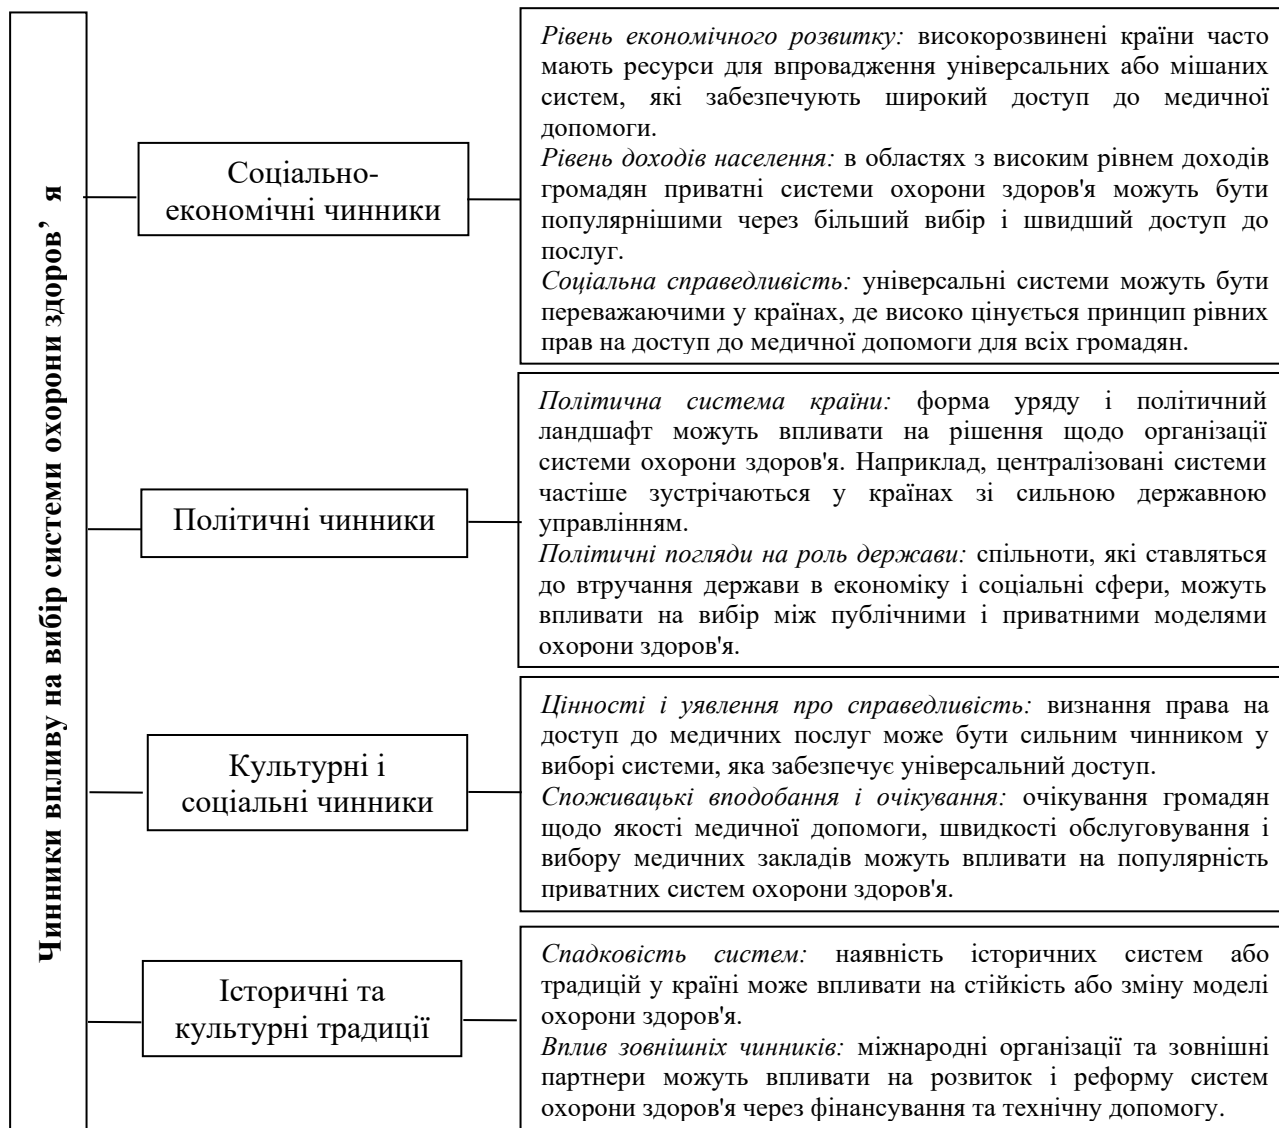 Чинники впливу на вибір системи охорони здоров’ я
Соціально-
економічні чинники
Рівень економічного розвитку: високорозвинені країни часто
мають ресурси для впровадження універсальних або мішаних
систем, які забезпечують широкий доступ до медичної
допомоги.
Рівень доходів населення: в областях з високим рівнем доходів
громадян приватні системи охорони здоров'я можуть бути
популярнішими через більший вибір і швидший доступ до
послуг.
Соціальна справедливість: універсальні системи можуть бути
переважаючими у країнах, де високо цінується принцип рівних
прав на доступ до медичної допомоги для всіх громадян.
Політичні чинники
Політична система країни: форма уряду і політичний
ландшафт можуть впливати на рішення щодо організації
системи охорони здоров'я. Наприклад, централізовані системи
частіше зустрічаються у країнах зі сильною державною
управлінням.
Політичні погляди на роль держави: спільноти, які ставляться
до втручання держави в економіку і соціальні сфери, можуть
впливати на вибір між публічними і приватними моделями
охорони здоров'я.
Культурні і
соціальні чинники
Цінності і уявлення про справедливість: визнання права на
доступ до медичних послуг може бути сильним чинником у
виборі системи, яка забезпечує універсальний доступ.
Споживацькі вподобання і очікування: очікування громадян
щодо якості медичної допомоги, швидкості обслуговування і
вибору медичних закладів можуть впливати на популярність
приватних систем охорони здоров'я.
Історичні та
культурні традиції
Спадковість систем: наявність історичних систем або
традицій у країні може впливати на стійкість або зміну моделі
охорони здоров'я.
Вплив зовнішніх чинників: міжнародні організації та зовнішні
партнери можуть впливати на розвиток і реформу систем
охорони здоров'я через фінансування та технічну допомогу.